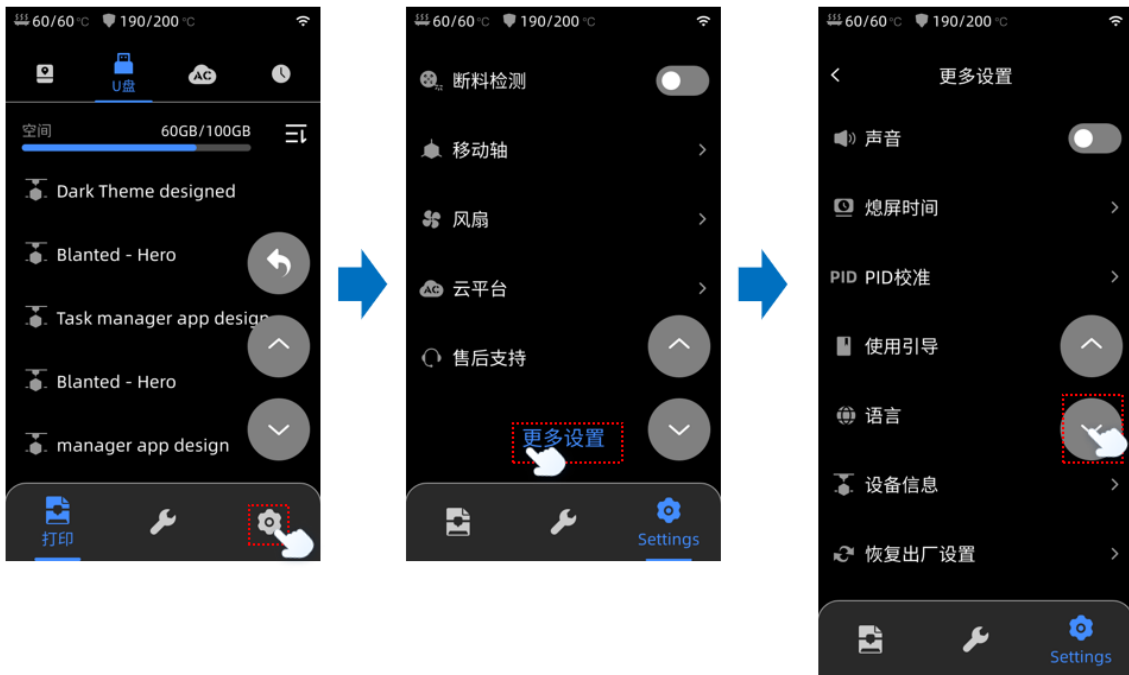 60/60 °C 190/200 °C
AC
U盘
空间 60GB/100GB
Dark Theme designed
Blanted - Hero
Task manager app design
Blanted - Hero
manager app design
打印
60/60 °C 190/200 °C
断料检测
移动轴
风扇
AC 云平台
售后支持
更多设置
Settings
60/60 °C 190/200 °C
更多设置
声音
熄屏时间
PID PID校准
使用引导
语言
设备信息
恢复出厂设置
Settings